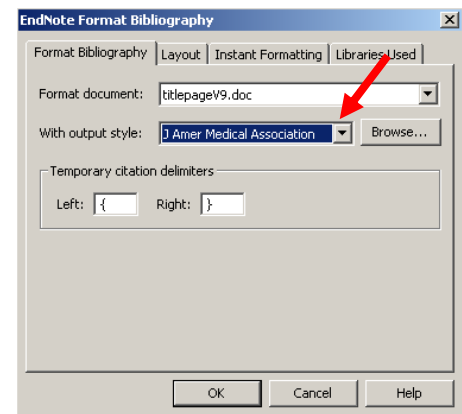 EndNote Format Bibliography
Format Bibliography Layout Instant Formatting Libraries Used
Format document: titlepageV9.doc
With output style: J Amer Medical Association Browse...
Temporary citation delimiters
Left: { Right: }
OK Cancel Help